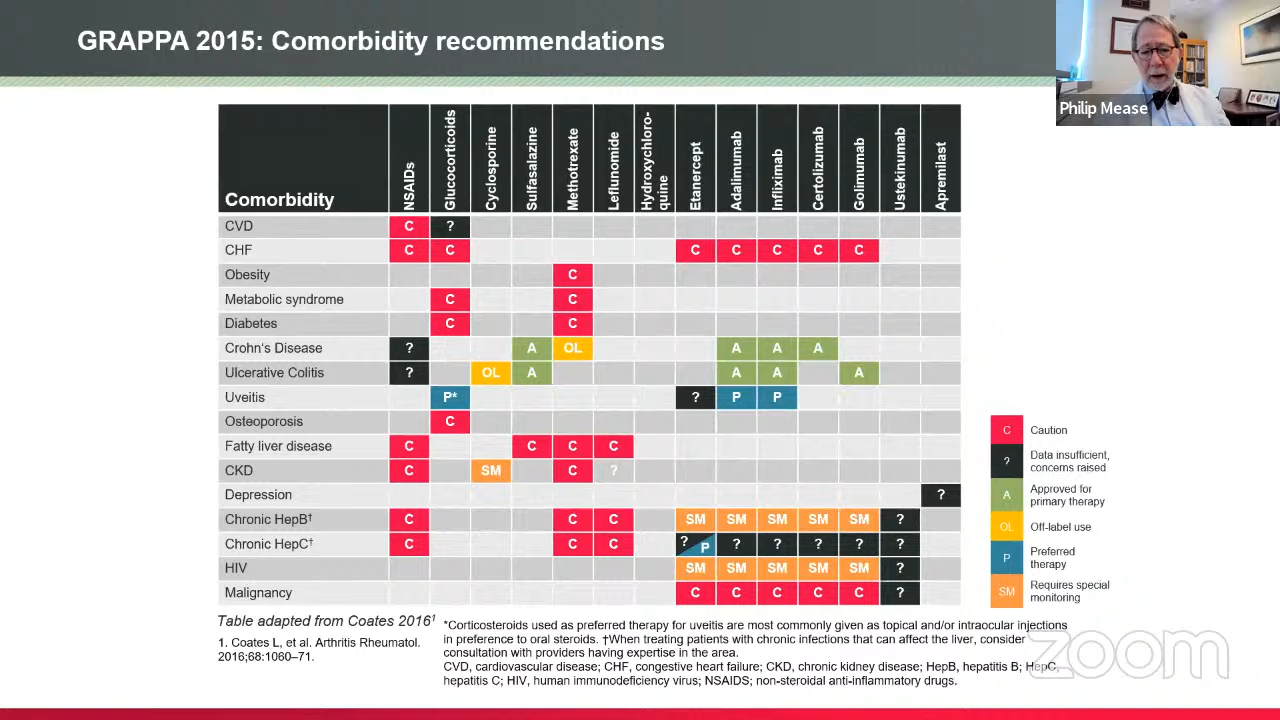 GRAPPA 2015: Comorbidity recommendations
Philip Mease
Comorbidity NSAIDs Glucocorticoids Cyclosporine Sulfasalazine Methotrexate Leflunomide Hydroxychloro-quine Etanercept Adalimumab Infliximab Certolizumab Golimumab Ustekinumab Apremilast
CVD C ?
CHF C C C C C C C
Obesity C
Metabolic syndrome C C
Diabetes C C
Crohn's Disease ? A OL A A A
Ulcerative Colitis ? OL A A A A
Uveitis P* ? P P
Osteoporosis C
Fatty liver disease C C C C
CKD C SM C ?
Depression ?
Chronic HepB† C C C SM SM SM SM SM ?
Chronic HepC† C C C ? P ? ? ? ? ?
HIV SM SM SM SM SM ?
Malignancy C C C C C ?
C Caution
? Data insufficient,
concerns raised
A Approved for
primary therapy
OL Off-label use
P Preferred
therapy
SM Requires special
monitoring
Table adapted from Coates 2016¹
1. Coates L, et al. Arthritis Rheumatol.
2016;68:1060–71.
*Corticosteroids used as preferred therapy for uveitis are most commonly given as topical and/or intraocular injections
in preference to oral steroids. †When treating patients with chronic infections that can affect the liver, consider
consultation with providers having expertise in the area.
CVD, cardiovascular disease; CHF, congestive heart failure; CKD, chronic kidney disease; HepB, hepatitis B; HepC,
hepatitis C; HIV, human immunodeficiency virus; NSAIDS; non-steroidal anti-inflammatory drugs.
zoom